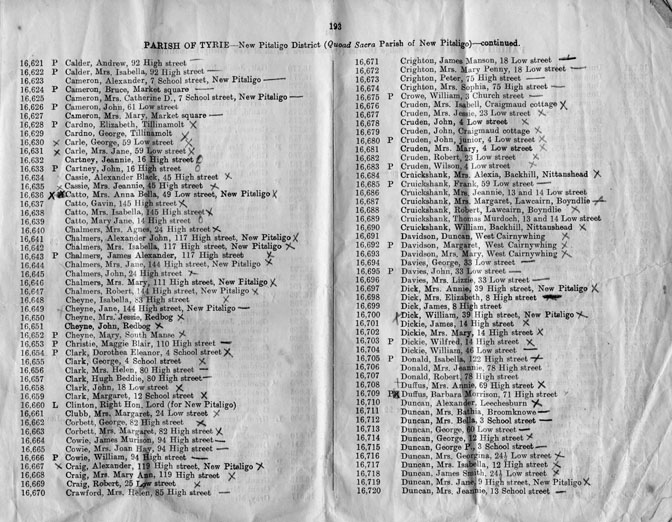 193
PARISH OF TYRIE—New Pitsligo District (Quoad Sacra Parish of New Pitsligo)—continued.
16,621 P Calder, Andrew, 92 High street
16,622 P Calder, Mrs. Isabella, 92 High street
16,623 Cameron, Alexander, 7 School street, New Pitsligo
16,624 P Cameron, Bruce, Market square
16,625 Cameron, Mrs. Catherine D., 7 School street, New Pitsligo
16,626 P Cameron, John, 61 Low street
16,627 Cameron, Mrs. Mary, Market square
16,628 P Cardno, Elizabeth, Tillinamolt
16,629 Cardno, George, Tillinamolt
16,630 Carle, George, 59 Low street
16,631 Carle, Mrs. Jane, 59 Low street
16,632 Cartney, Jeannie, 16 High street
16,633 P Cartney, John, 16 High street
16,634 Cassie, Alexander Black, 45 High street
16,635 Cassie, Mrs. Jeannie, 45 High street
16,636 Catto, Mrs. Anna Bella, 49 Low street, New Pitsligo
16,637 Catto, Gavin, 145 High street
16,638 Catto, Mrs. Isabella, 145 High street
16,639 Catto, Mary Jane, 14 High street
16,640 Chalmers, Mrs. Agnes, 24 High street
16,641 Chalmers, Alexander John, 117 High street, New Pitsligo
16,642 Chalmers, Mrs. Isabella, 117 High street, New Pitsligo
16,643 P Chalmers, James Alexander, 117 High street
16,644 Chalmers, Mrs. Jane, 144 High street, New Pitsligo
16,645 Chalmers, John, 24 High street
16,646 Chalmers, Mrs. Mary, 111 High street, New Pitsligo
16,647 Chalmers, Robert, 144 High street, New Pitsligo
16,648 Cheyne, Isabella, 83 High street
16,649 Cheyne, Jane, 144 High street, New Pitsligo
16,650 Cheyne, Mrs. Jessie, Redbog
16,651 Cheyne, John, Redbog
16,652 P Cheyne, Mary, South Manse
16,653 P Christie, Maggie Blair, 110 High street
16,654 P Clark, Dorothea Eleanor, 4 School street
16,655 Clark, George, 4 School street
16,656 Clark, Mrs. Helen, 80 High street
16,657 Clark, Hugh Beddie, 80 High street
16,658 Clark, John, 18 Low street
16,659 Clark, Margaret, 12 School street
16,660 L Clinton, Right Hon. Lord (for New Pitsligo)
16,661 Clubb, Mrs. Margaret, 24 Low street
16,662 Corbett, George, 82 High street
16,663 Corbett, Mrs. Margaret, 82 High street
16,664 Cowie, James Murison, 94 High street
16,665 Cowie, Mrs. Joan Hay, 94 High street
16,666 P Cowie, William, 94 High street
16,667 Craig, Alexander, 119 High street, New Pitsligo
16,668 Craig, Mrs. Mary Ann, 119 High street
16,669 Craig, Robert, 25 Low street
16,670 Crawford, Mrs. Helen, 85 High street
16,671 Crighton, James Manson, 18 Low street
16,672 Crighton, Mrs. Mary Penny, 18 Low street
16,673 Crighton, Peter, 75 High street
16,674 Crighton, Mrs. Sophia, 75 High street
16,675 P Crowe, William, 3 Church street
16,676 Cruden, Mrs. Isabell, Craigmaud cottage
16,677 Cruden, Mrs. Jessie, 23 Low street
16,678 Cruden, John, 4 Low street
16,679 Cruden, John, Craigmaud cottage
16,680 P Cruden, John, junior, 4 Low street
16,681 Cruden, Mrs. Mary, 4 Low street
16,682 Cruden, Robert, 23 Low street
16,683 P Cruden, Wilson, 4 Low street
16,684 Cruickshank, Mrs. Alexia, Backhill, Nittanshead
16,685 P Cruickshank, Frank, 59 Low street
16,686 Cruickshank, Mrs. Jeannie, 13 and 14 Low street
16,687 Cruickshank, Mrs. Margaret, Lawcairn, Boyndlie
16,688 Cruickshank, Robert, Lawcairn, Boyndlie
16,689 Cruickshank, Thomas Murdoch, 13 and 14 Low street
16,690 Cruickshank, William, Backhill, Nittanshead
16,691 Davidson, Duncan, West Cairnywhing
16,692 P Davidson, Margaret, West Cairnywhing
16,693 Davidson, Mrs. Mary, West Cairnywhing
16,694 Davies, George, 33 Low street
16,695 P Davies, John, 33 Low street
16,696 Davies, Mrs. Lizzie, 33 Low street
16,697 Dick, Mrs. Annie, 39 High street, New Pitsligo
16,698 Dick, Mrs. Elizabeth, 8 High street
16,699 Dick, James, 8 High street
16,700 Dick, William, 39 High street, New Pitsligo
16,701 Dickie, James, 14 High street
16,702 Dickie, Mrs. Mary, 14 High street
16,703 P Dickie, Wilfred, 14 High street
16,704 Dickie, William, 46 Low street
16,705 P Donald, Isabella, 122 High street
16,706 Donald, Mrs. Jeannie, 78 High street
16,707 Donald, Robert, 78 High street
16,708 Duffus, Mrs. Annie, 69 High street
16,709 P Duffus, Barbara Morrison, 71 High street
16,710 Duncan, Alexander, Leechesburn
16,711 Duncan, Mrs. Bathia, Broomknowe
16,712 Duncan, Mrs. Bella, 3 School street
16,713 Duncan, George, 60 Low street
16,714 Duncan, George, 12 High street
16,715 Duncan, George P., 3 School street
16,716 Duncan, Mrs. Georgina, 24½ Low street
16,717 Duncan, Mrs. Isabella, 12 High street
16,718 Duncan, James Smith, 24½ Low street
16,719 Duncan, Mrs. Jane, 9 High street, New Pitsligo
16,720 Duncan, Mrs. Jeannie, 13 School street